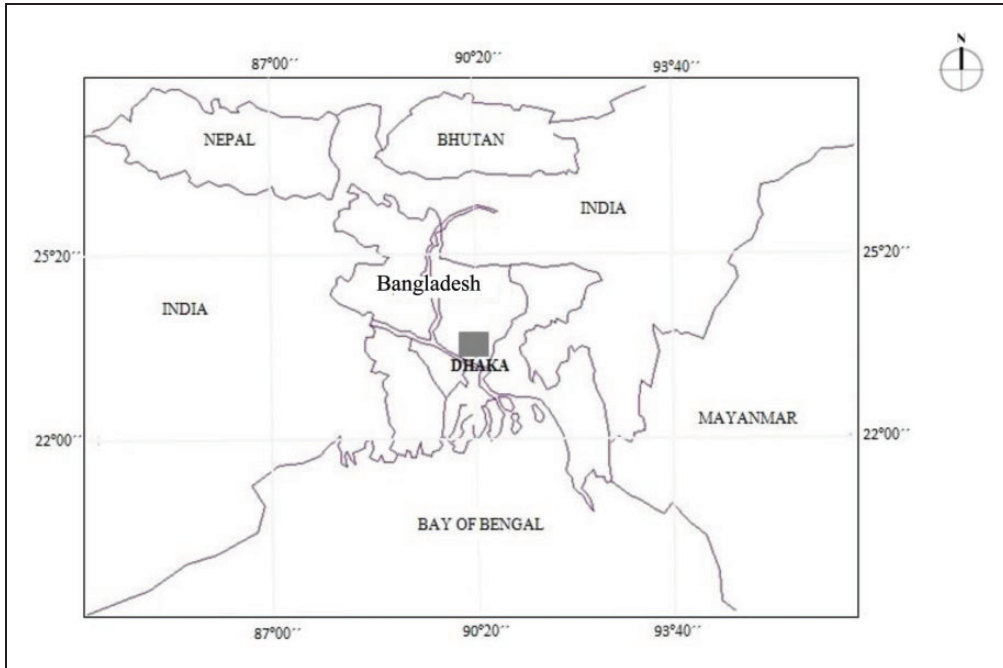 N
87°00´´ 90°20´´ 93°40´´
NEPAL BHUTAN
INDIA
25°20´´ 25°20´´
Bangladesh
INDIA
DHAKA
MAYANMAR
22°00´´ 22°00´´
BAY OF BENGAL
87°00´´ 90°20´´ 93°40´´